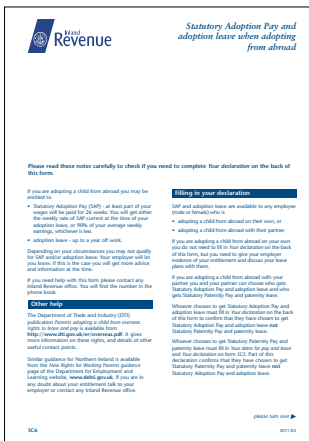 Inland
Revenue
Statutory Adoption Pay and
adoption leave when adopting
from abroad
Please read these notes carefully to check if you need to complete Your declaration on the back of
this form.
If you are adopting a child from abroad you may be
entitled to
• Statutory Adoption Pay (SAP) - at least part of your
wages will be paid for 26 weeks. You will get either
the weekly rate of SAP current at the time of your
adoption leave, or 90% of your average weekly
earnings, whichever is less
• adoption leave - up to a year off work.
Depending on your circumstances you may not qualify
for SAP and/or adoption leave. Your employer will let
you know. If this is the case you will get more advice
and information at the time.
If you need help with this form please contact any
Inland Revenue office. You will find the number in the
phone book.
Other help
The Department of Trade and Industry (DTI)
publication Parents adopting a child from overseas
rights to leave and pay is available from
http://www.dti.gov.uk/er/overseas.pdf. It gives
more information on these rights, and details of other
useful contact points.
Similar guidance for Northern Ireland is available
from the New Rights for Working Parents guidance
page of the Department for Employment and
Learning website, www.delni.gov.uk. If you are in
any doubt about your entitlement talk to your
employer or contact any Inland Revenue office.
Filling in your declaration
SAP and adoption leave are available to any employee
(male or female) who is
• adopting a child from abroad on their own, or
• adopting a child from abroad with their partner.
If you are adopting a child from abroad on your own
you do not need to fill in Your declaration on the back
of this form, but you need to give your employer
evidence of your entitlement and discuss your leave
plans with them.
If you are adopting a child from abroad with your
partner you and your partner can choose who gets
Statutory Adoption Pay and adoption leave and who
gets Statutory Paternity Pay and paternity leave.
Whoever chooses to get Statutory Adoption Pay and
adoption leave must fill in Your declaration on the back
of this form to confirm that they have chosen to get
Statutory Adoption Pay and adoption leave not
Statutory Paternity Pay and paternity leave.
Whoever chooses to get Statutory Paternity Pay and
paternity leave must fill in Your dates for pay and leave
and Your declaration on form SC5. Part of this
declaration confirms that they have chosen to get
Statutory Paternity Pay and paternity leave not
Statutory Adoption Pay and adoption leave.
please turn over
SC6